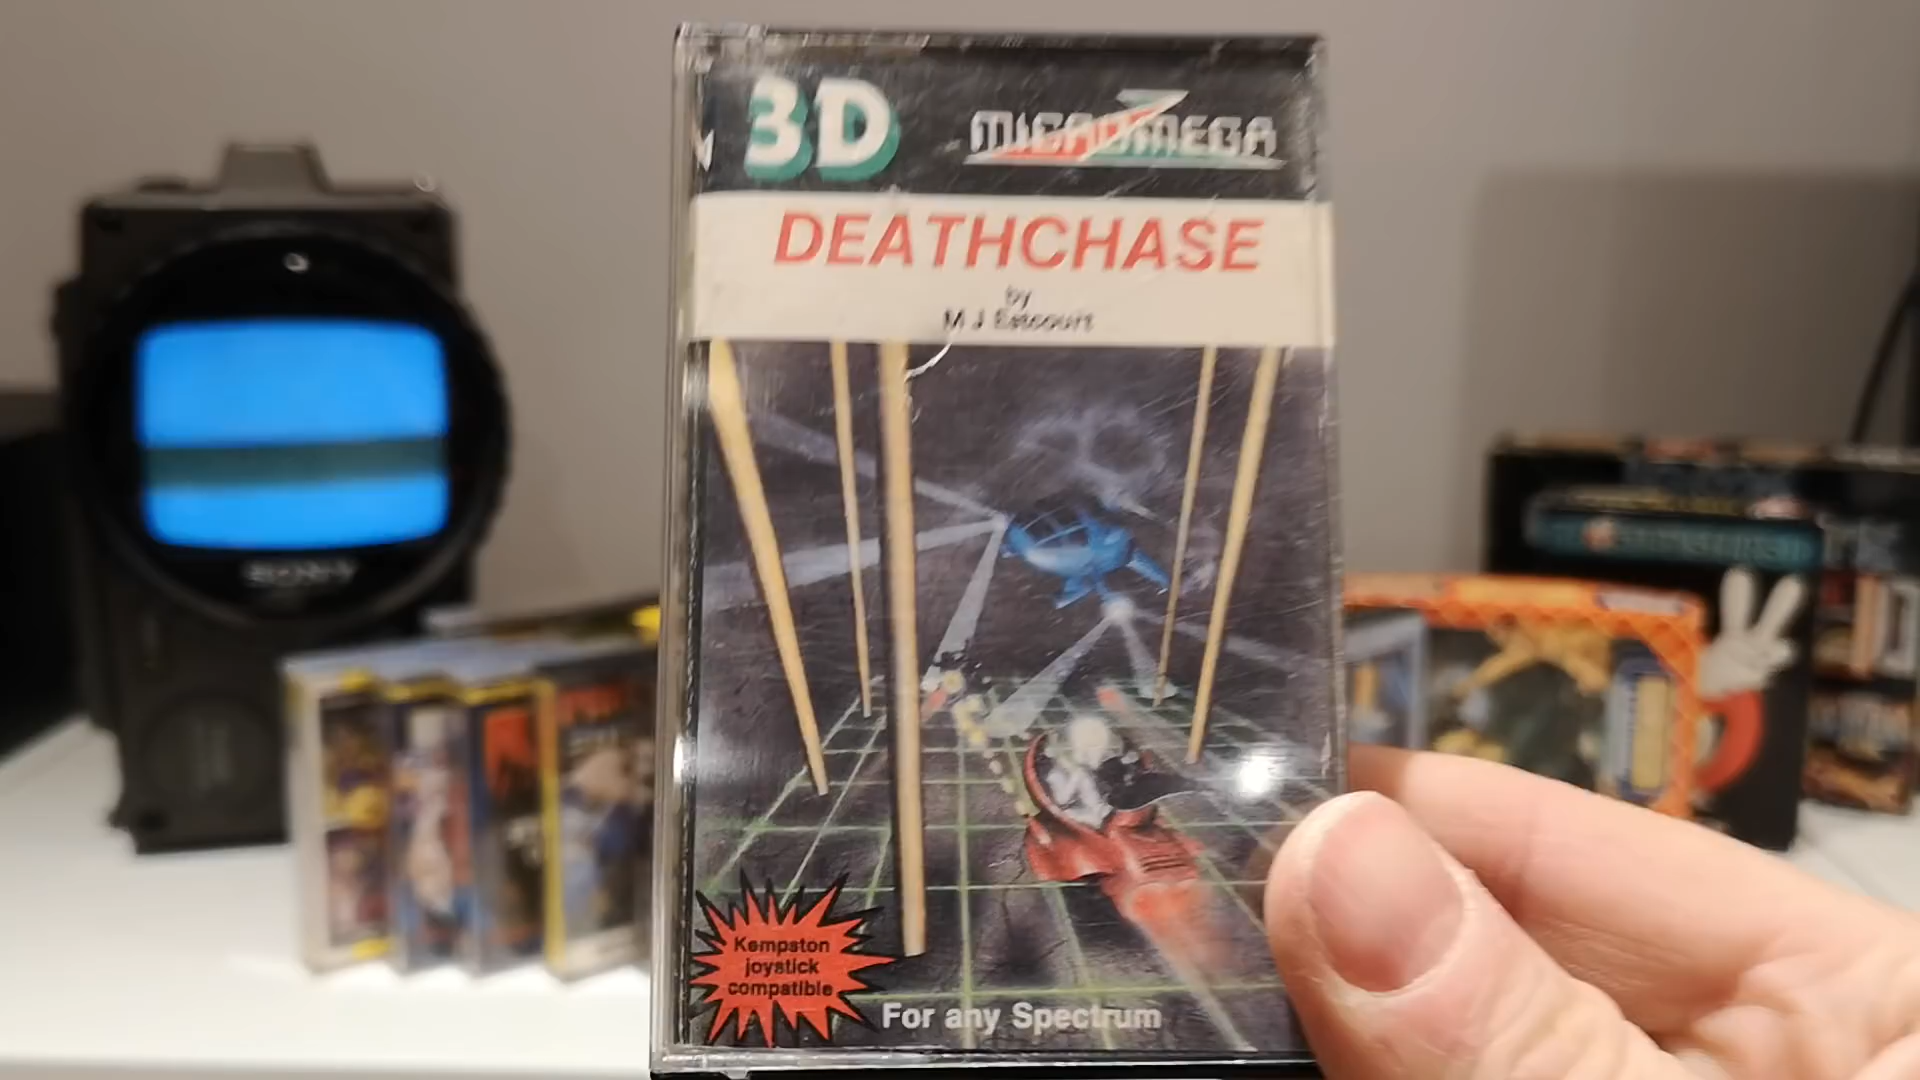 3D
MICROMEGA
DEATHCHASE
by
M J Estcourt
Kempston
joystick
compatible
For any Spectrum
SONY